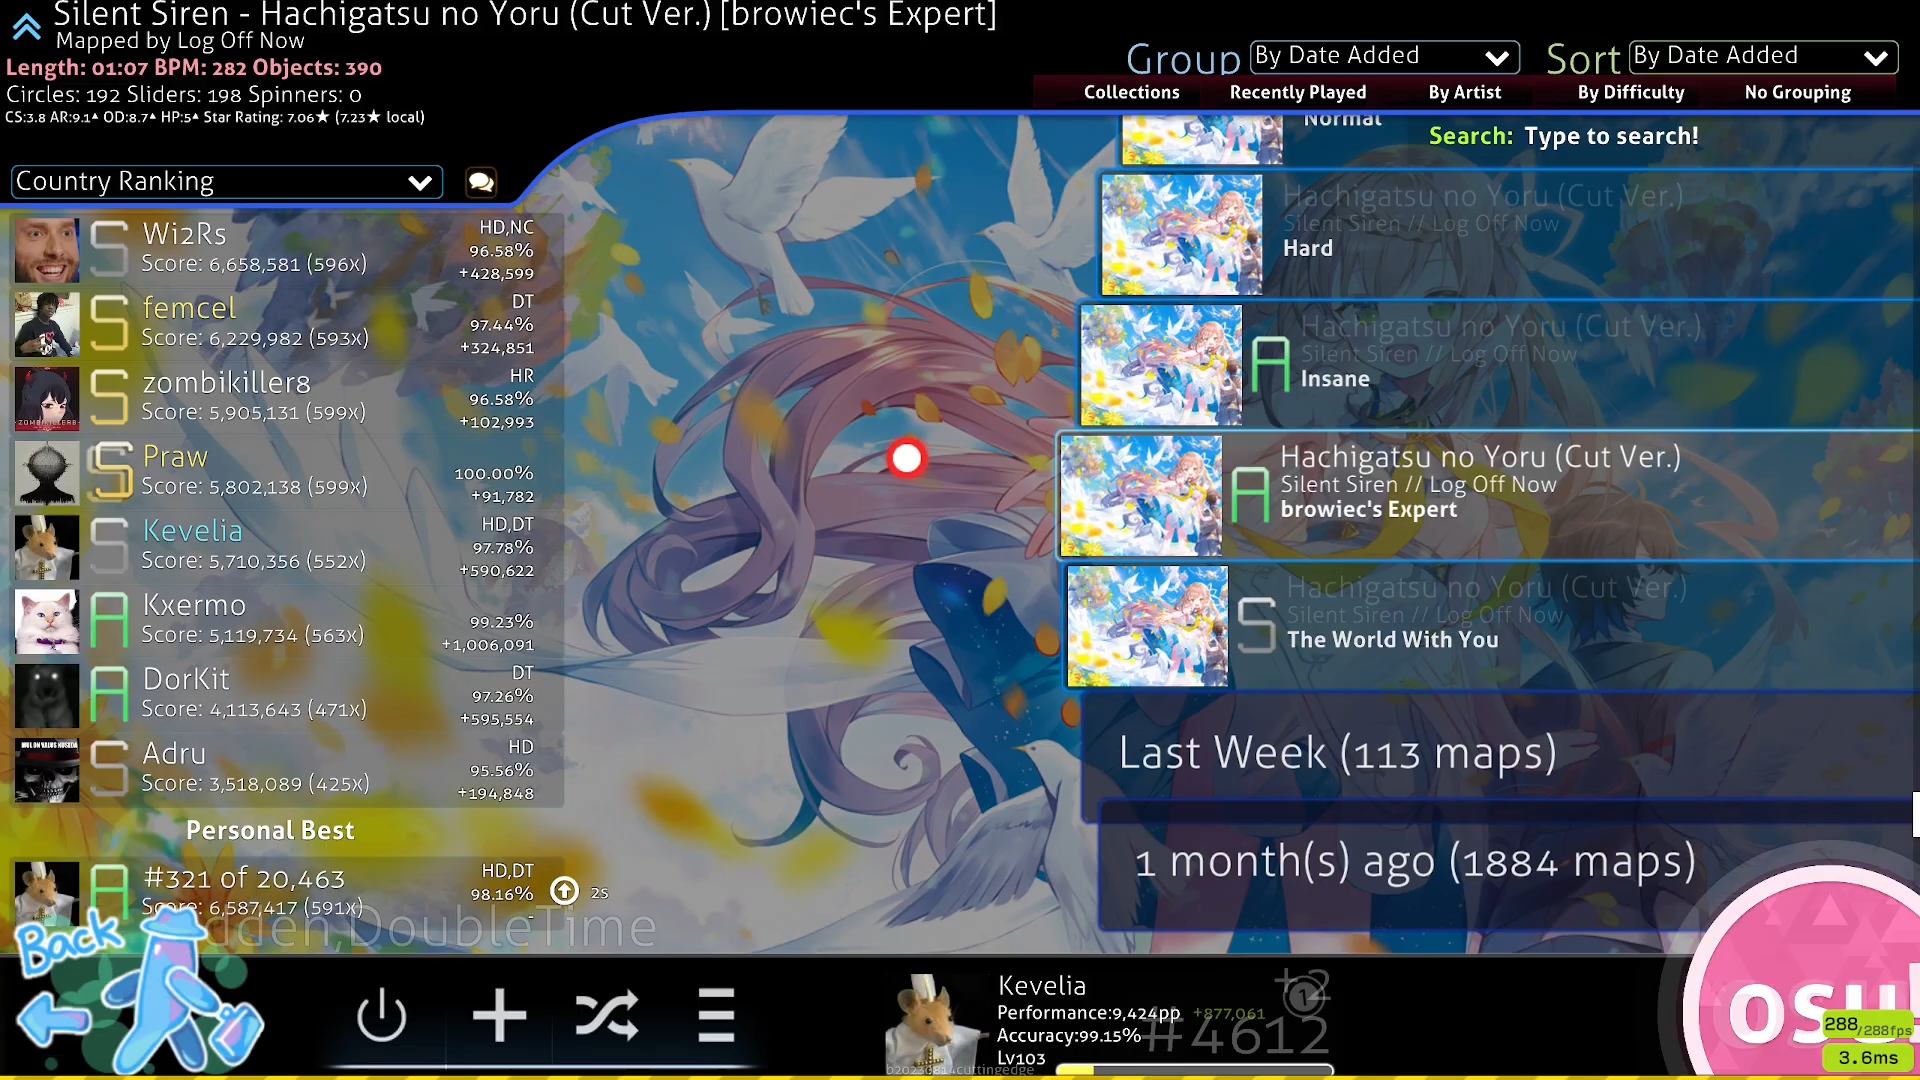 Silent Siren - Hachigatsu no Yoru (Cut Ver.) [browiec's Expert]
Mapped by Log Off Now
Length: 01:07 BPM: 282 Objects: 390
Circles: 192 Sliders: 198 Spinners: 0
CS:3.8 AR:9.1▲ OD:8.7▲ HP:5▲ Star Rating: 7.06★ (7.23★ local)
Group By Date Added Sort By Date Added
Collections Recently Played By Artist By Difficulty No Grouping
Search: Type to search!
Country Ranking
S Wi2Rs HD,NC
Score: 6,658,581 (596x) 96.58%
+428,599
S femcel DT
Score: 6,229,982 (593x) 97.44%
+324,851
ZOMBIKILLER8
S zombikiller8 HR
Score: 5,905,131 (599x) 96.58%
+102,993
S Praw
Score: 5,802,138 (599x) 100.00%
+91,782
S Kevelia HD,DT
Score: 5,710,356 (552x) 97.78%
+590,622
A Kxermo
Score: 5,119,734 (563x) 99.23%
+1,006,091
A DorKit DT
Score: 4,113,643 (471x) 97.26%
+595,554
S Adru HD
Score: 3,518,089 (425x) 95.56%
+194,848
Personal Best
A #321 of 20,463 HD,DT
Score: 6,587,417 (591x) 98.16%
-
25
dden,DoubleTime
Normal
Hachigatsu no Yoru (Cut Ver.)
Silent Siren // Log Off Now
Hard
A Hachigatsu no Yoru (Cut Ver.)
Silent Siren // Log Off Now
Insane
A Hachigatsu no Yoru (Cut Ver.)
Silent Siren // Log Off Now
browiec's Expert
S Hachigatsu no Yoru (Cut Ver.)
Silent Siren // Log Off Now
The World With You
Last Week (113 maps)
1 month(s) ago (1884 maps)
Back
Kevelia
Performance:9,424pp +877,061
Accuracy:99.15%
Lv103
+2
1
#4612
b20230814cuttingedge
osu
288/288fps
3.6ms